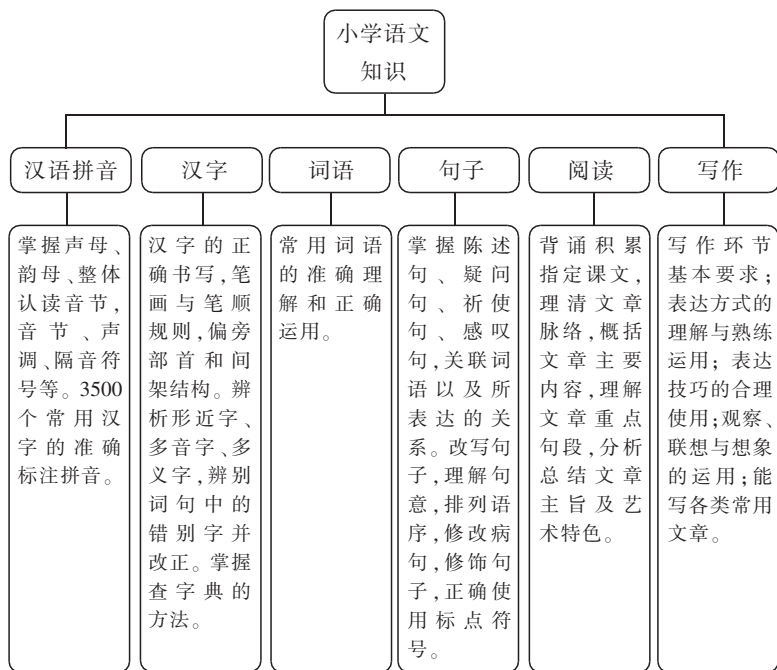 小学语文
知识
汉语拼音
汉字
词语
句子
阅读
写作
掌握声母、
韵母、整体
认读音节,
音节、声
调、隔音符
号等。3500
个常用汉
字的准确
标注拼音。
汉字的正
确书写,笔
画与笔顺
规则,偏旁
部首和间
架结构。辨
析形近字、
多音字、多
义字,辨别
词句中的
错别字并
改正。掌握
查字典的
方法。
常用词语
的准确理
解和正确
运用。
掌握陈述
句、疑问
句、祈使
句、感叹
句,关联词
语以及所
表达的关
系。改写句
子,理解句
意,排列语
序,修改病
句,修饰句
子,正确使
用标点符
号。
背诵积累
指定课文,
理清文章
脉络,概括
文章主要
内容,理解
文章重点
句段,分析
总结文章
主旨及艺
术特色。
写作环节
基本要求;
表达方式的
理解与熟练
运用;表达
技巧的合理
使用;观察、
联想与想象
的运用;能
写各类常用
文章。